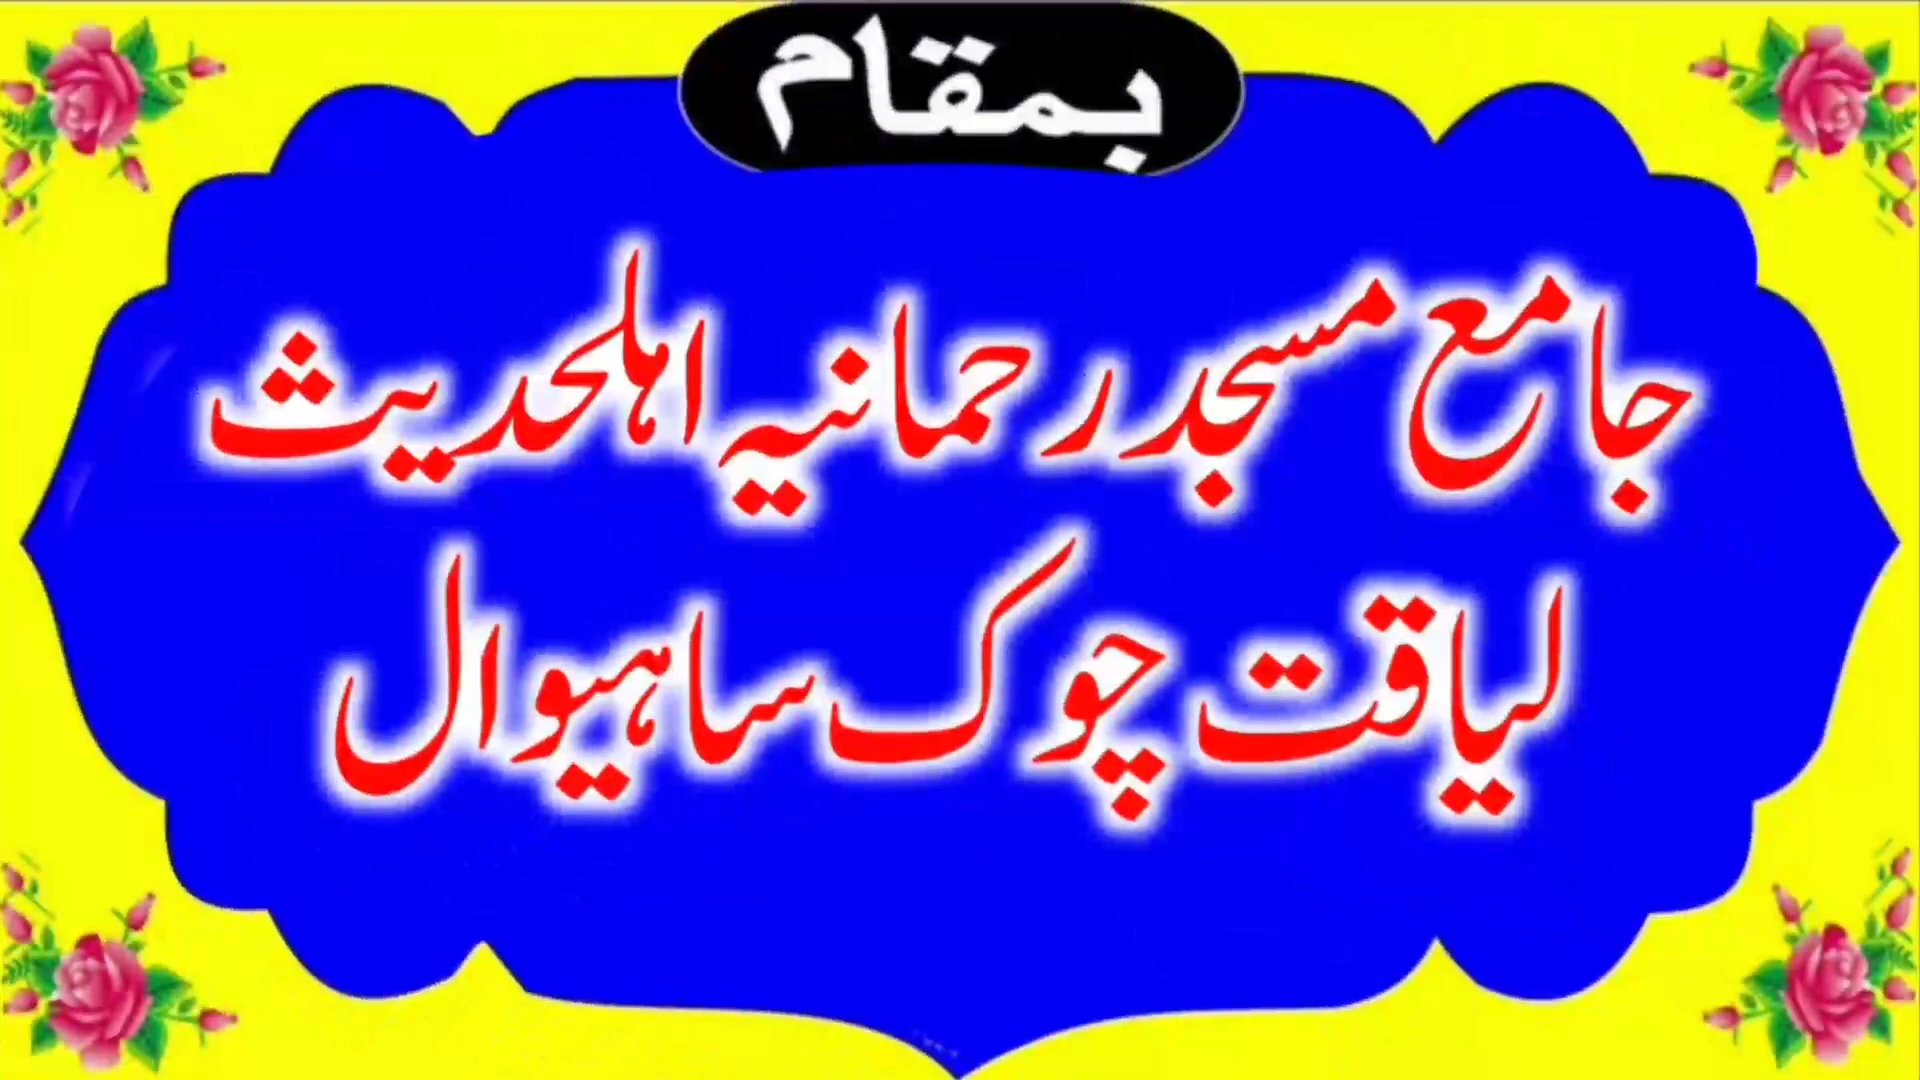 بمقام
جامع مسجد رحمانیہ اہلحدیث
لیاقت چوک ساہیوال